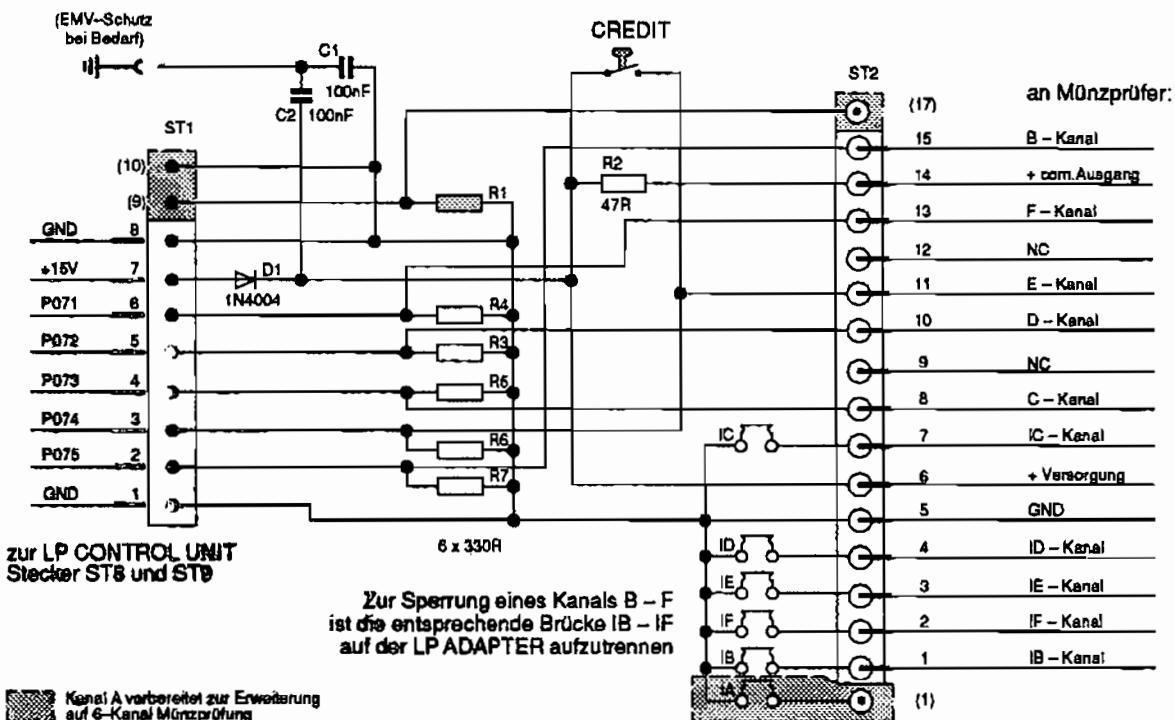 (EMV–Schutz
bei Bedarf)
CREDIT
C1
100nF
C2 100nF
ST1
ST2
an Münzprüfer:
(10)
(9)
GND 8
+15V 7
P071 6
P072 5
P073 4
P074 3
P075 2
GND 1
D1
1N4004
R1
R2
47R
R4
R3
R5
R6
R7
6 x 330R
(17)
15 B – Kanal
14 + com.Ausgang
13 F – Kanal
12 NC
11 E – Kanal
10 D – Kanal
9 NC
8 C – Kanal
IC 7 IC – Kanal
6 + Versorgung
5 GND
ID 4 ID – Kanal
IE 3 IE – Kanal
IF 2 IF – Kanal
IB 1 IB – Kanal
IA (1)
zur LP CONTROL UNIT
Stecker ST8 und ST9
Zur Sperrung eines Kanals B – F
ist die entsprechende Brücke IB – IF
auf der LP ADAPTER aufzutrennen
Kanal A vorbereitet zur Erweiterung
auf 6–Kanal Münzprüfung